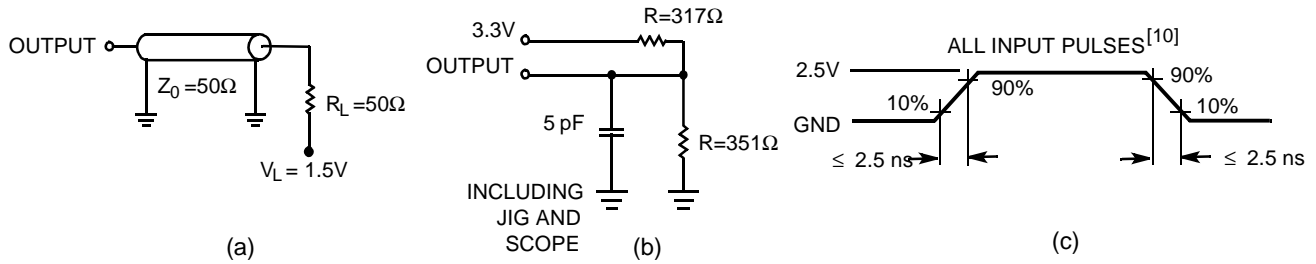 OUTPUT
Z0 =50Ω
RL =50Ω
VL = 1.5V
(a)
R=317Ω
3.3V
OUTPUT
5 pF
R=351Ω
INCLUDING
JIG AND
SCOPE
(b)
ALL INPUT PULSES[10]
2.5V
90%
90%
10%
10%
GND
≤ 2.5 ns
≤ 2.5 ns
(c)